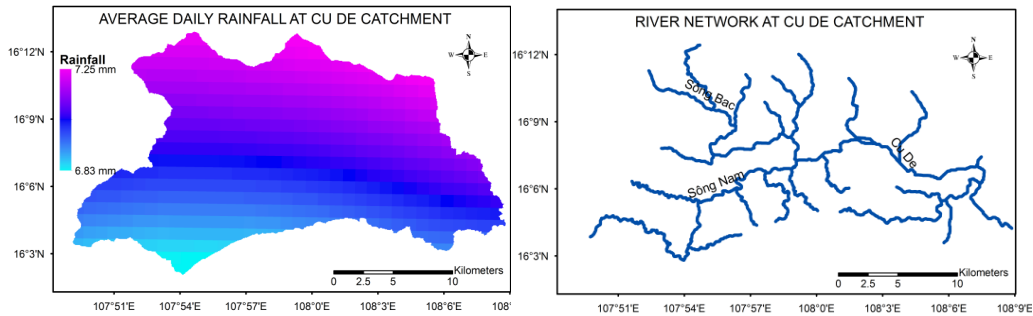 AVERAGE DAILY RAINFALL AT CU DE CATCHMENT
16°12'N
16°9'N
16°6'N
16°3'N
Rainfall
7.25 mm
6.83 mm
N
W E
S
Kilometers
0 2.5 5 10
107°51'E 107°54'E 107°57'E 108°0'E 108°3'E 108°6'E 108°
RIVER NETWORK AT CU DE CATCHMENT
16°12'N
16°9'N
16°6'N
16°3'N
N
W E
S
Sông Bac
Cu De
Sông Nam
Kilometers
0 2.5 5 10
107°51'E 107°54'E 107°57'E 108°0'E 108°3'E 108°6'E 108°9'E